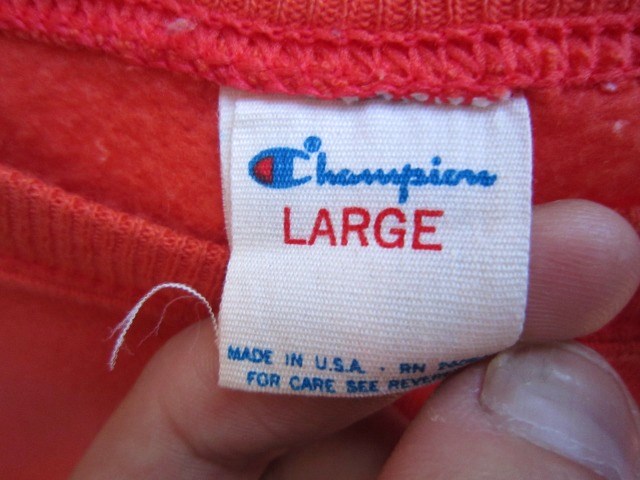 Champion®
LARGE
MADE IN U.S.A. · RN
FOR CARE SEE